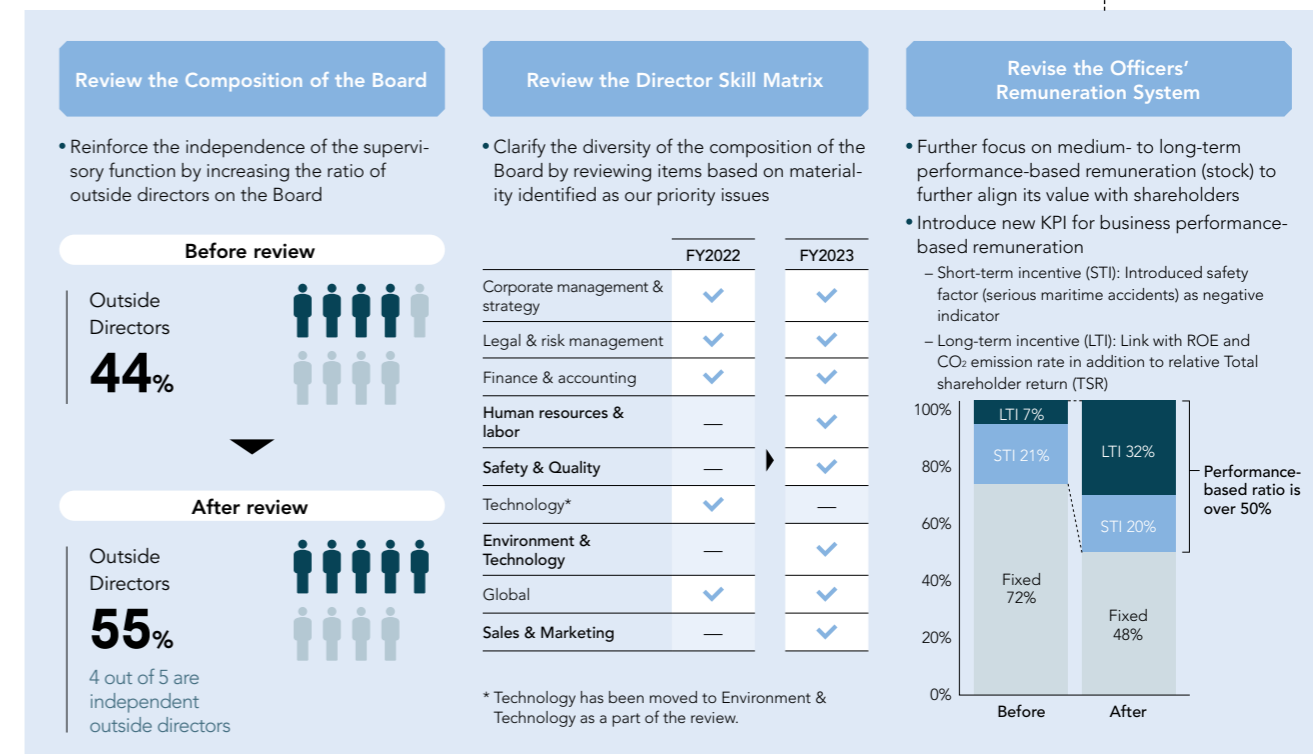 Review the Composition of the Board
• Reinforce the independence of the supervi-
sory function by increasing the ratio of
outside directors on the Board
Before review
Outside
Directors
44%
After review
Outside
Directors
55%
4 out of 5 are
independent
outside directors
Review the Director Skill Matrix
• Clarify the diversity of the composition of the
Board by reviewing items based on material-
ity identified as our priority issues
FY2022 FY2023
Corporate management &
strategy
Legal & risk management
Finance & accounting
Human resources &
labor
— 
Safety & Quality —
Technology* —
Environment &
Technology
—
Global
Sales & Marketing —
* Technology has been moved to Environment &
Technology as a part of the review.
Revise the Officers’
Remuneration System
• Further focus on medium- to long-term
performance-based remuneration (stock) to
further align its value with shareholders
• Introduce new KPI for business performance-
based remuneration
– Short-term incentive (STI): Introduced safety
factor (serious maritime accidents) as negative
indicator
– Long-term incentive (LTI): Link with ROE and
CO₂ emission rate in addition to relative Total
shareholder return (TSR)
100%
80%
60%
40%
20%
0%
LTI 7%
STI 21%
Fixed
72%
LTI 32%
STI 20%
Fixed
48%
Before After
Performance-
based ratio is
over 50%